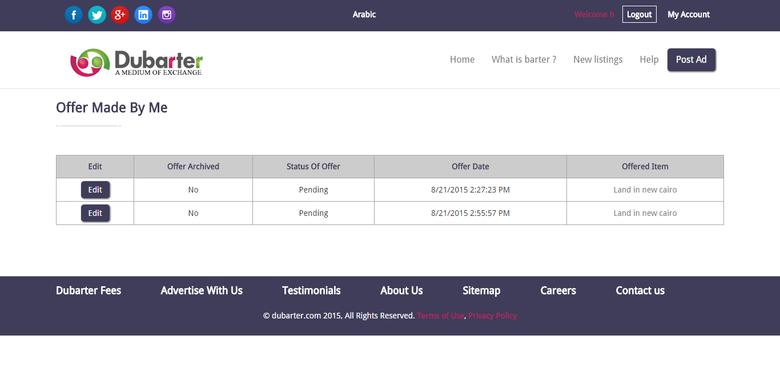 Arabic Welcome h Logout My Account
Dubarter
A MEDIUM OF EXCHANGE
Home What is barter ? New listings Help Post Ad
Offer Made By Me
Edit Offer Archived Status Of Offer Offer Date Offered Item
Edit No Pending 8/21/2015 2:27:23 PM Land in new cairo
Edit No Pending 8/21/2015 2:55:57 PM Land in new cairo
Dubarter Fees Advertise With Us Testimonials About Us Sitemap Careers Contact us
© dubarter.com 2015, All Rights Reserved. Terms of Use, Privacy Policy